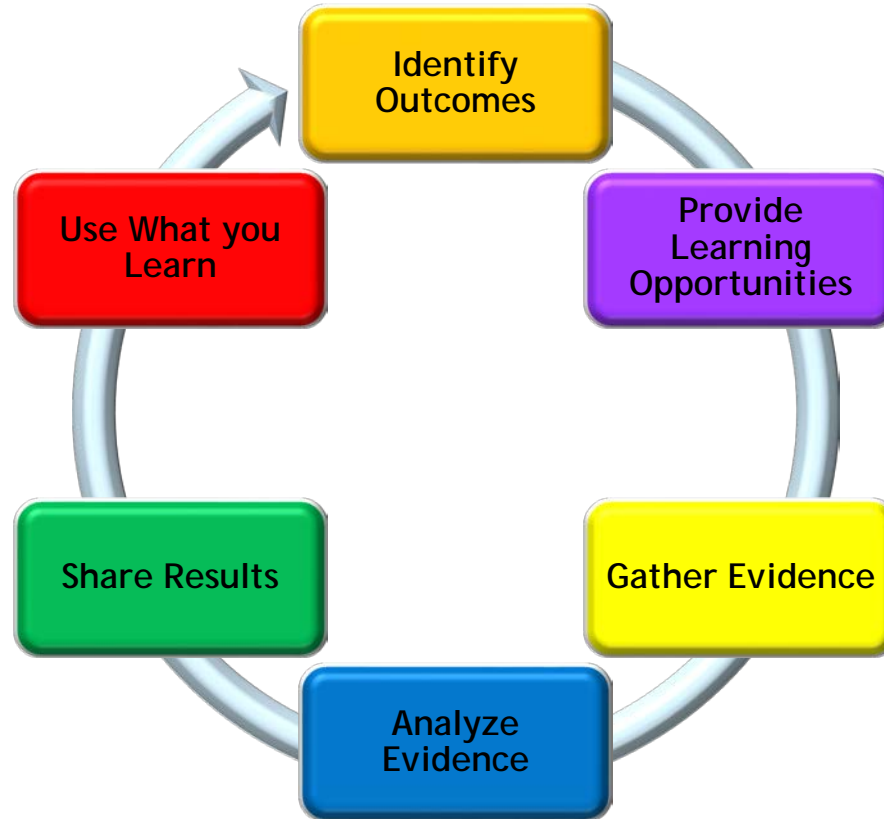 Identify
Outcomes
Provide
Learning
Opportunities
Gather Evidence
Analyze
Evidence
Share Results
Use What you
Learn